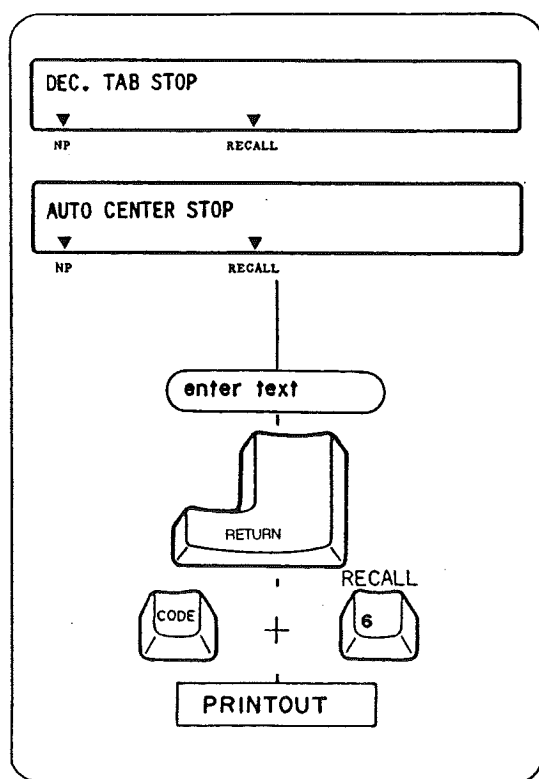 DEC. TAB STOP
NP RECALL
AUTO CENTER STOP
NP RECALL
enter text
RETURN
RECALL
CODE + 6
PRINTOUT